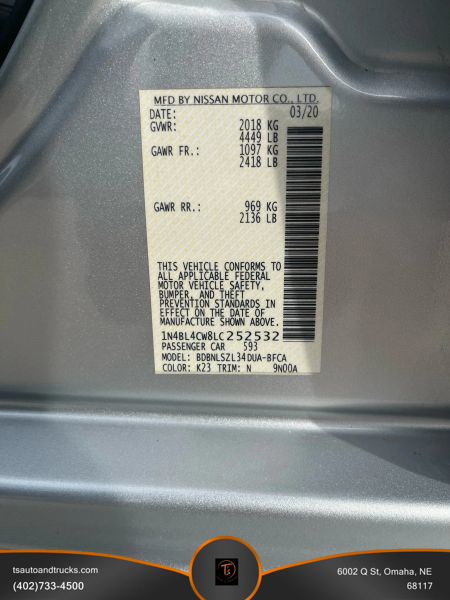 MFD BY NISSAN MOTOR CO., LTD.
DATE: 03/20
GVWR: 2018 KG
4449 LB
GAWR FR.: 1097 KG
2418 LB
GAWR RR.: 969 KG
2136 LB
THIS VEHICLE CONFORMS TO
ALL APPLICABLE FEDERAL
MOTOR VEHICLE SAFETY,
BUMPER, AND THEFT
PREVENTION STANDARDS IN
EFFECT ON THE DATE OF
MANUFACTURE SHOWN ABOVE.
1N4BL4CW8LC252532
PASSENGER CAR 593
MODEL: BDBNLSZL34DUA-BFCA
COLOR: K23 TRIM: N 9N00A
tsautoandtrucks.com
(402)733-4500
Ts
6002 Q St, Omaha, NE
68117